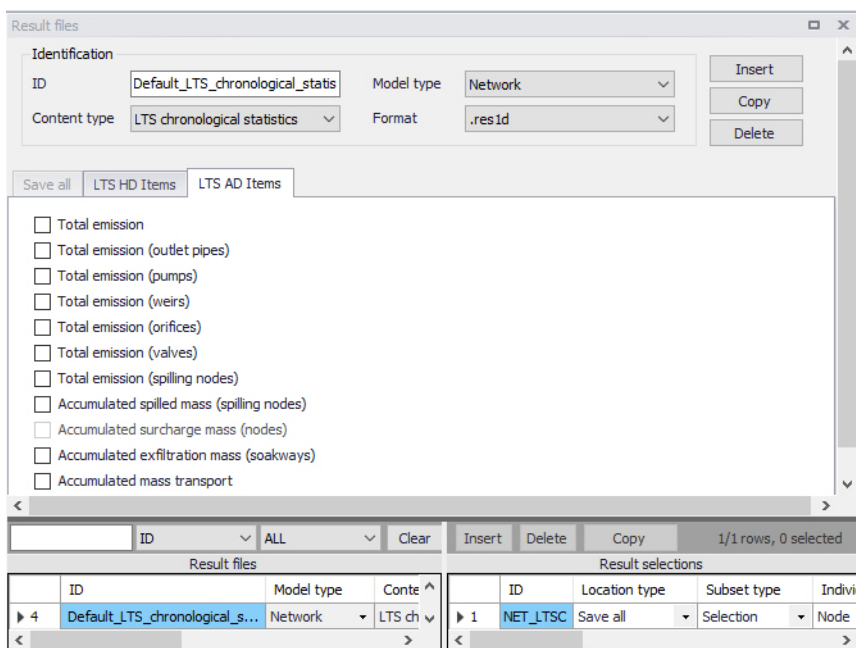 Result files
Identification
ID Default_LTS_chronological_statis Model type Network Insert
Content type LTS chronological statistics Format .res1d Copy
Delete
Save all LTS HD Items LTS AD Items
Total emission
Total emission (outlet pipes)
Total emission (pumps)
Total emission (weirs)
Total emission (orifices)
Total emission (valves)
Total emission (spilling nodes)
Accumulated spilled mass (spilling nodes)
Accumulated surcharge mass (nodes)
Accumulated exfiltration mass (soakways)
Accumulated mass transport
ID ALL Clear Insert Delete Copy 1/1 rows, 0 selected
Result files Result selections
ID Model type Conte ID Location type Subset type Indivi
4 Default_LTS_chronological_s... Network LTS ch 1 NET_LTSC Save all Selection Node